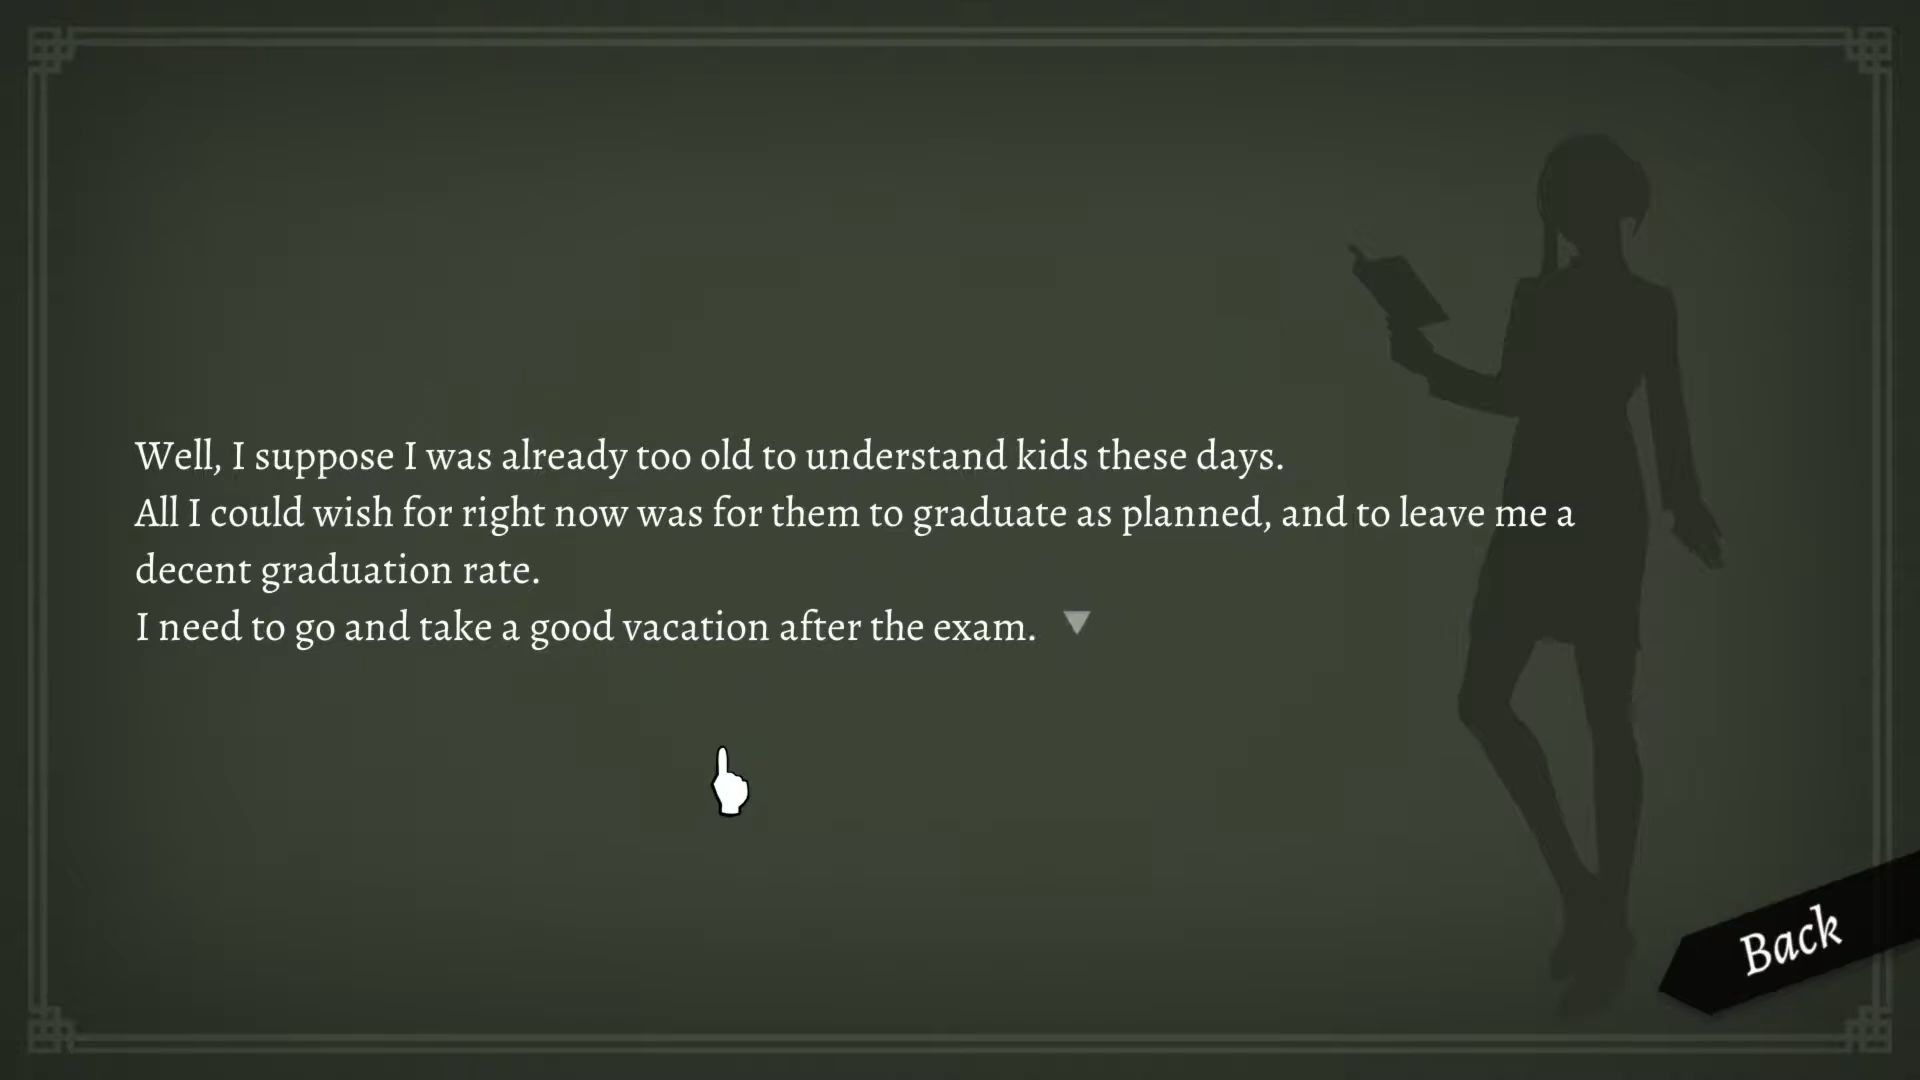 Well, I suppose I was already too old to understand kids these days.
All I could wish for right now was for them to graduate as planned, and to leave me a
decent graduation rate.
I need to go and take a good vacation after the exam.
Back